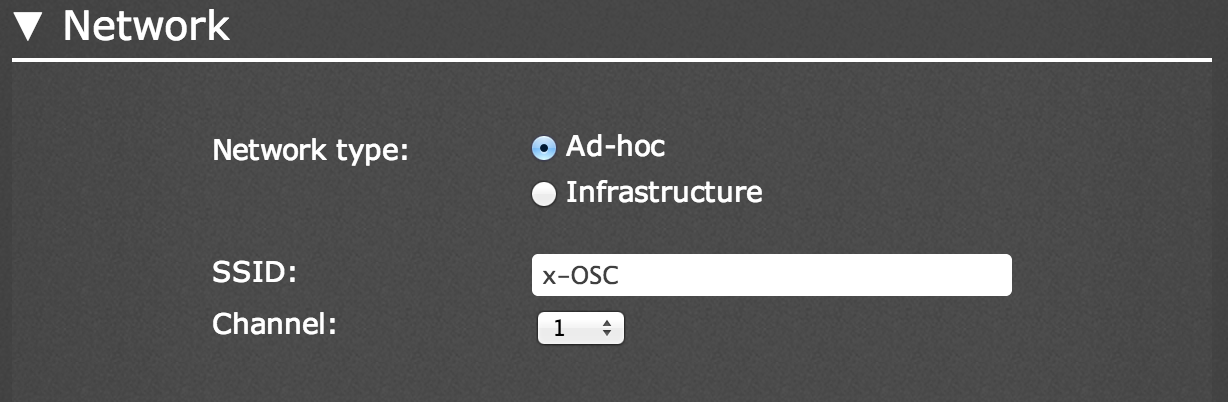 ▼ Network
Network type:
Ad-hoc
Infrastructure
SSID:
x-OSC
Channel:
1